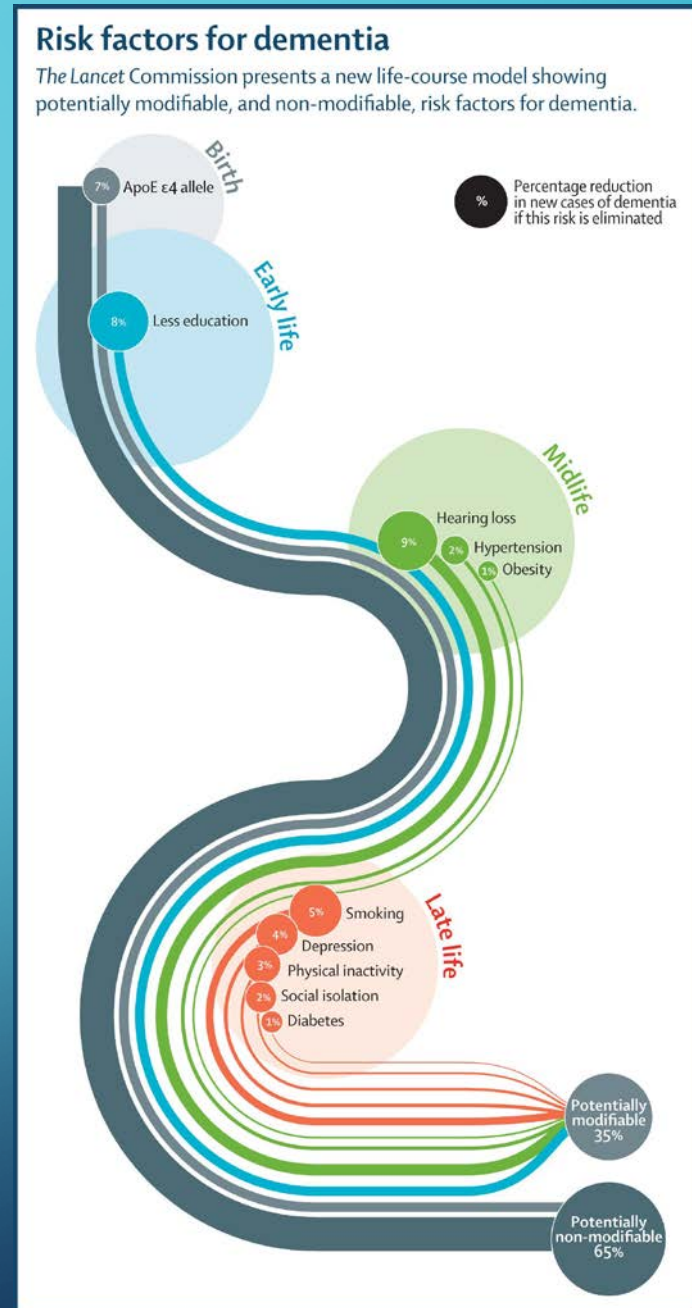 Risk factors for dementia
The Lancet Commission presents a new life-course model showing
potentially modifiable, and non-modifiable, risk factors for dementia.
Birth
7%
ApoE ε4 allele
%
Percentage reduction
in new cases of dementia
if this risk is eliminated
Early life
8%
Less education
Midlife
Hearing loss
9%
2%
Hypertension
1%
Obesity
Late life
5%
Smoking
4%
Depression
3%
Physical inactivity
2%
Social isolation
1%
Diabetes
Potentially
modifiable
35%
Potentially
non-modifiable
65%